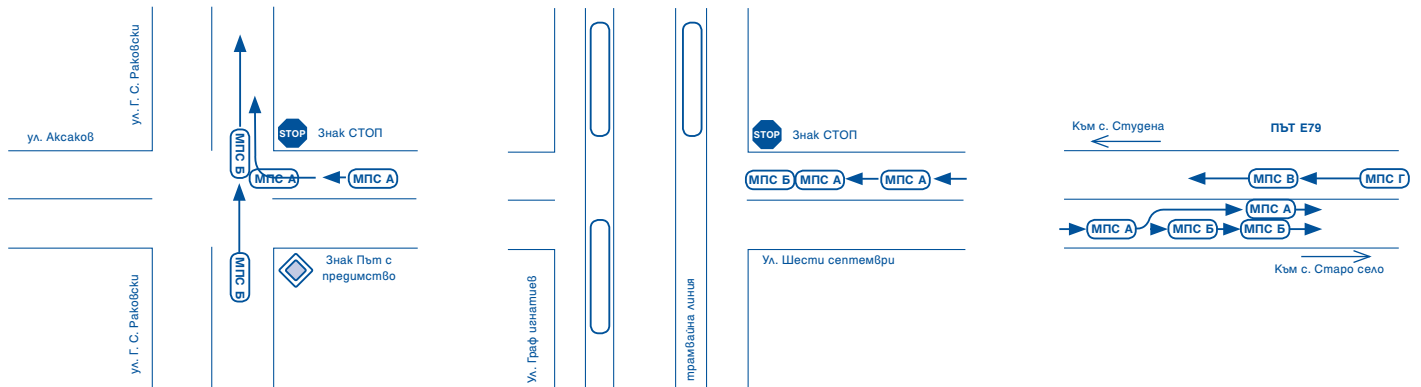 ул. Г. С. Раковски
ул. Аксаков
STOP
Знак СТОП
МПС Б
МПС А
МПС А
МПС Б
Знак Път с
предимство
ул. Г. С. Раковски
STOP
Знак СТОП
МПС Б
МПС А
МПС А
Ул. Шести септември
Ул. Граф игнатиев
трамвайна линия
Към с. Студена
ПЪТ Е79
МПС В
МПС Г
МПС А
МПС А
МПС Б
МПС Б
Към с. Старо село